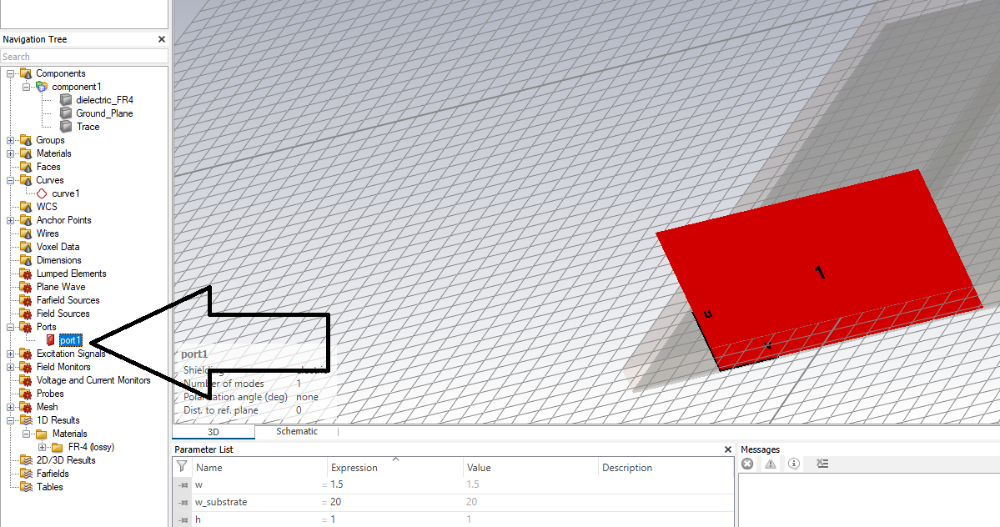 Navigation Tree
Search
Components
component1
dielectric_FR4
Ground_Plane
Trace
Groups
Materials
Faces
Curves
curve1
WCS
Anchor Points
Wires
Voxel Data
Dimensions
Lumped Elements
Plane Wave
Farfield Sources
Field Sources
Ports
port1
Excitation Signals
Field Monitors
Voltage and Current Monitors
Probes
Mesh
1D Results
Materials
FR-4 (lossy)
2D/3D Results
Farfields
Tables
1
u
v
port1
Number of modes 1
Polarization angle (deg) none
Dist. to ref. plane 0
3D Schematic
Parameter List
Name Expression Value Description
w = 1.5 1.5
w_substrate = 20 20
h = 1 1
Messages